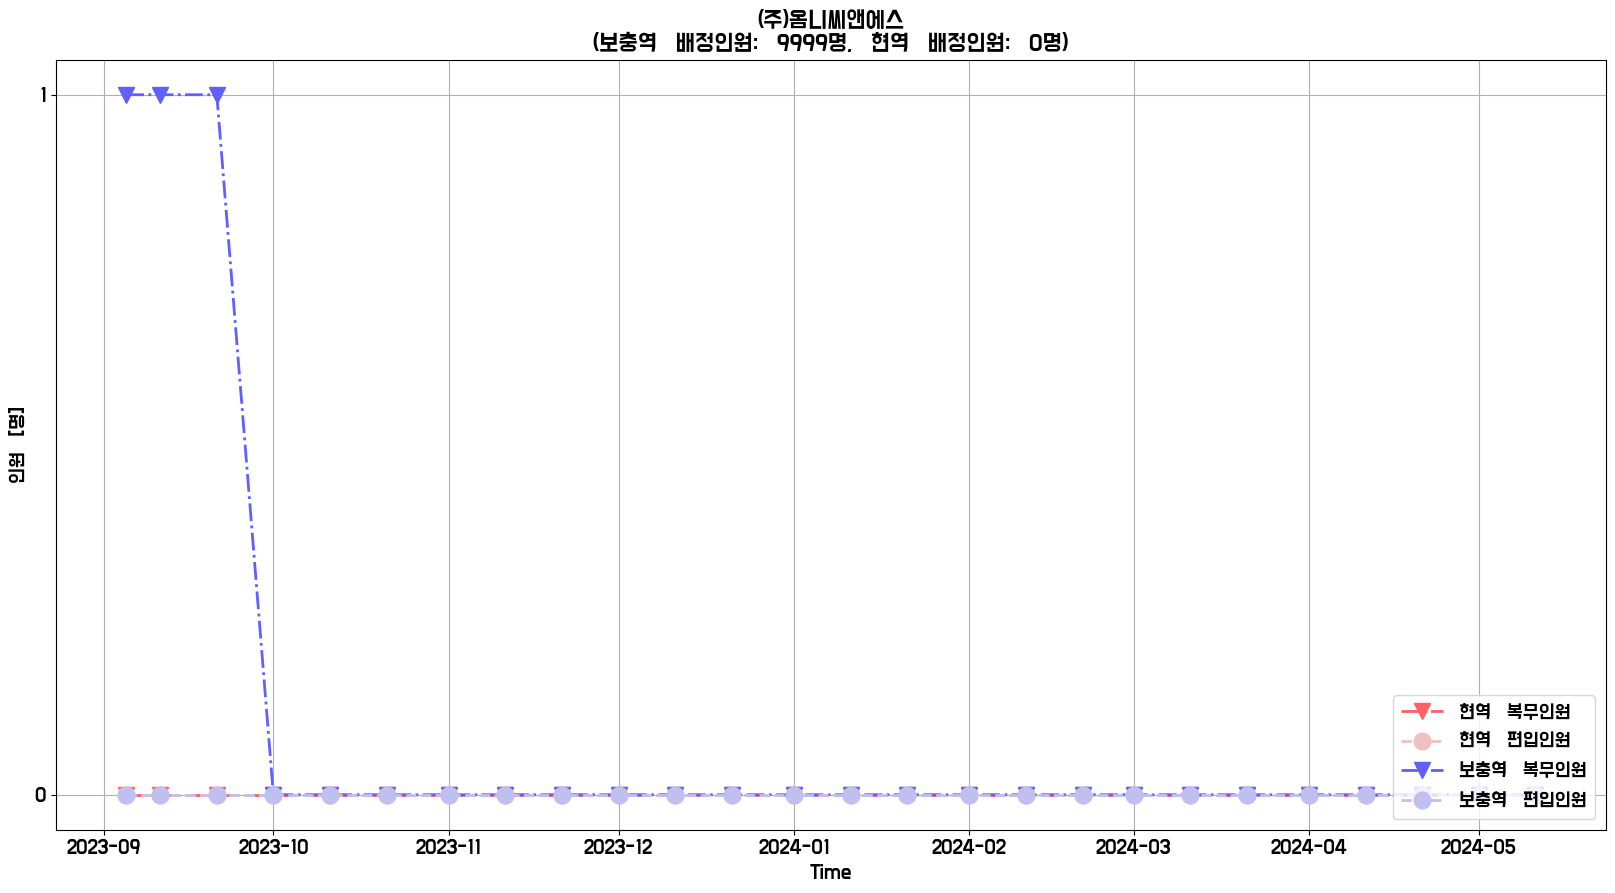 (주)옴니씨앤에스
(보충역 배정인원: 9999명, 현역 배정인원: 0명)
인원 [명]
1
0
2023-09 2023-10 2023-11 2023-12 2024-01 2024-02 2024-03 2024-04 2024-05
Time
현역 복무인원
현역 편입인원
보충역 복무인원
보충역 편입인원